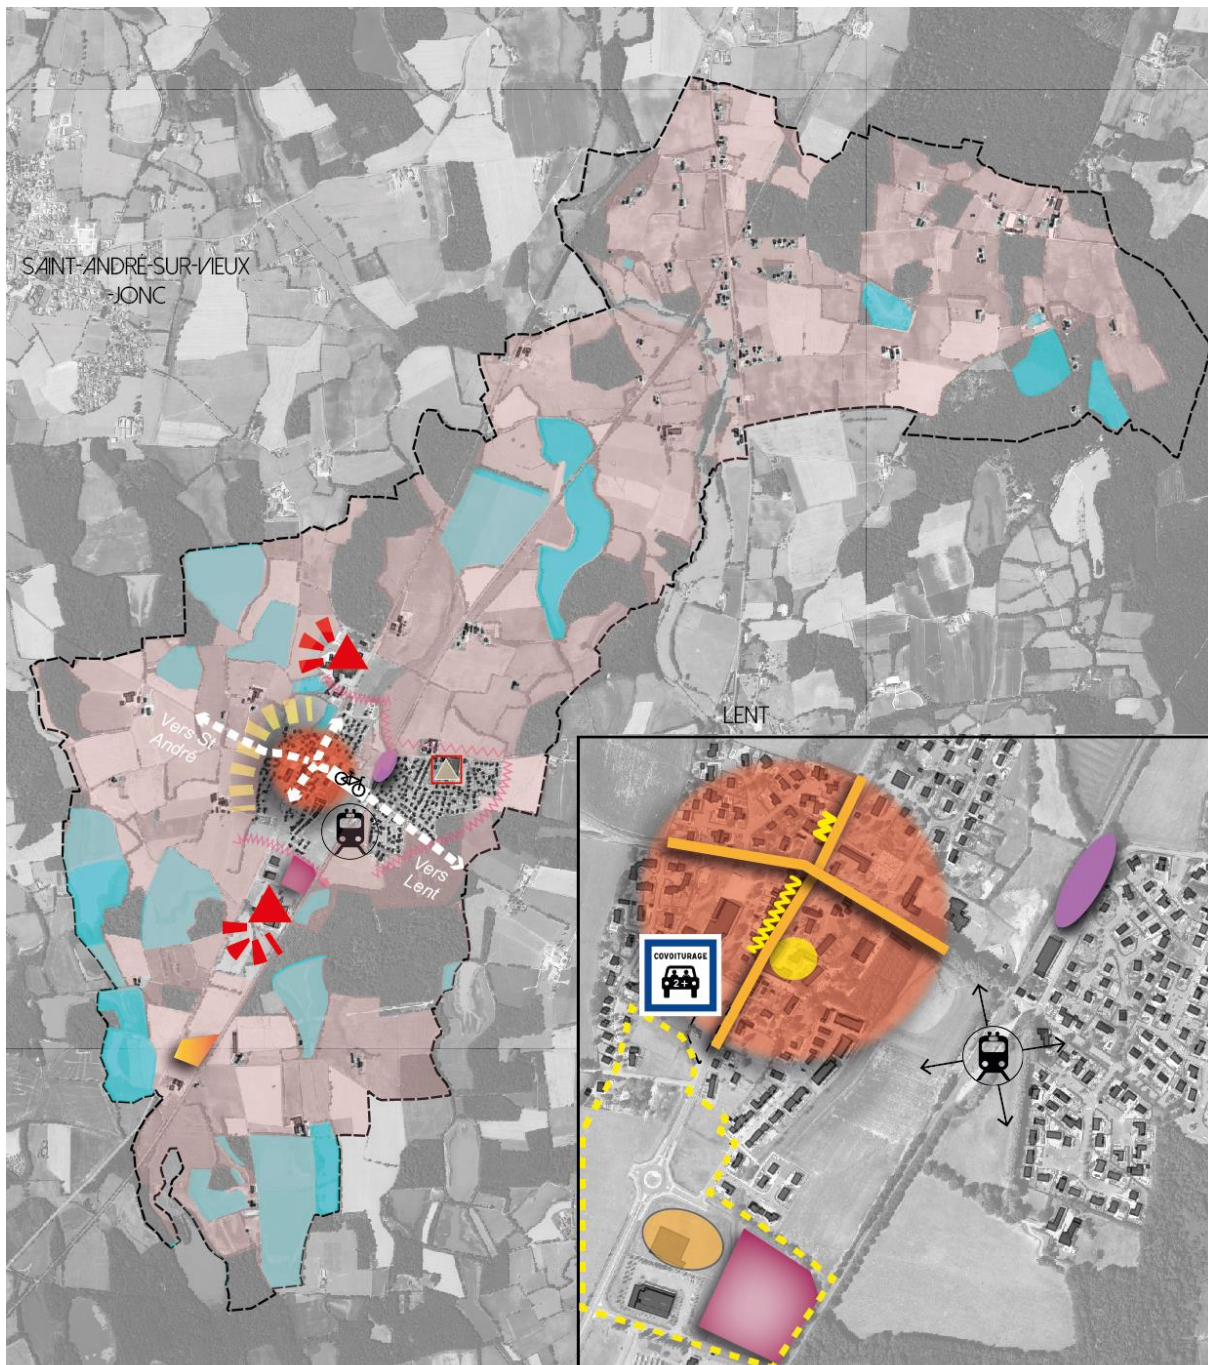 SAINT-ANDRÉ-SUR-VIEUX
-JONC
Vers St
André
LENT
Vers
Lent
COVOITURAGE
2+